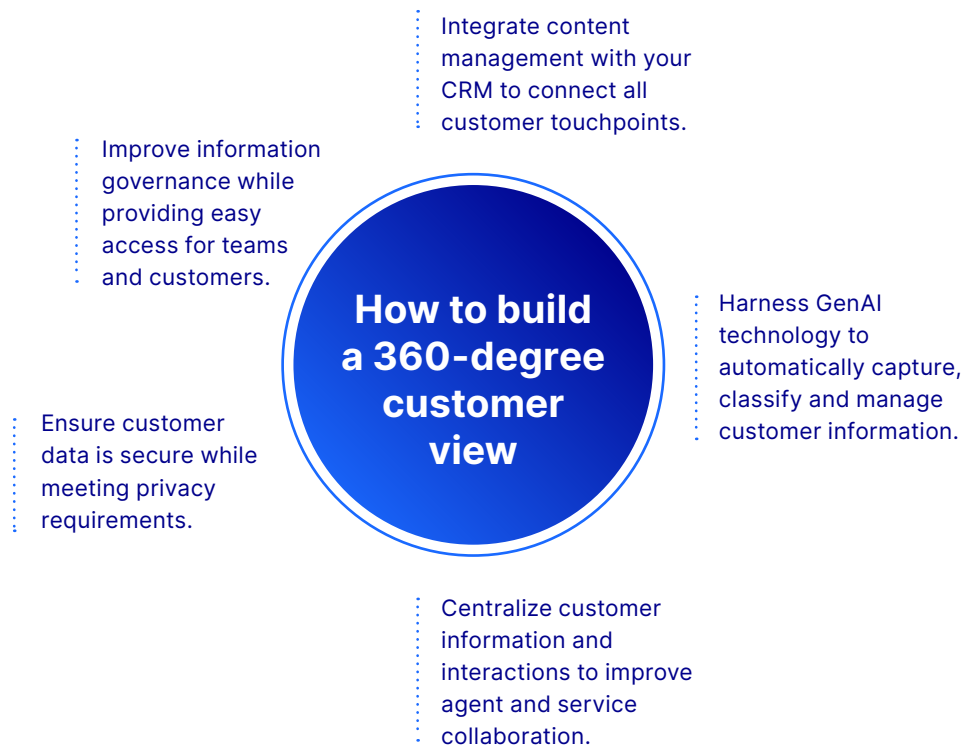 Integrate content
management with your
CRM to connect all
customer touchpoints.
Improve information
governance while
providing easy
access for teams
and customers.
How to build
a 360-degree
customer
view
Harness GenAI
technology to
automatically capture,
classify and manage
customer information.
Ensure customer
data is secure while
meeting privacy
requirements.
Centralize customer
information and
interactions to improve
agent and service
collaboration.